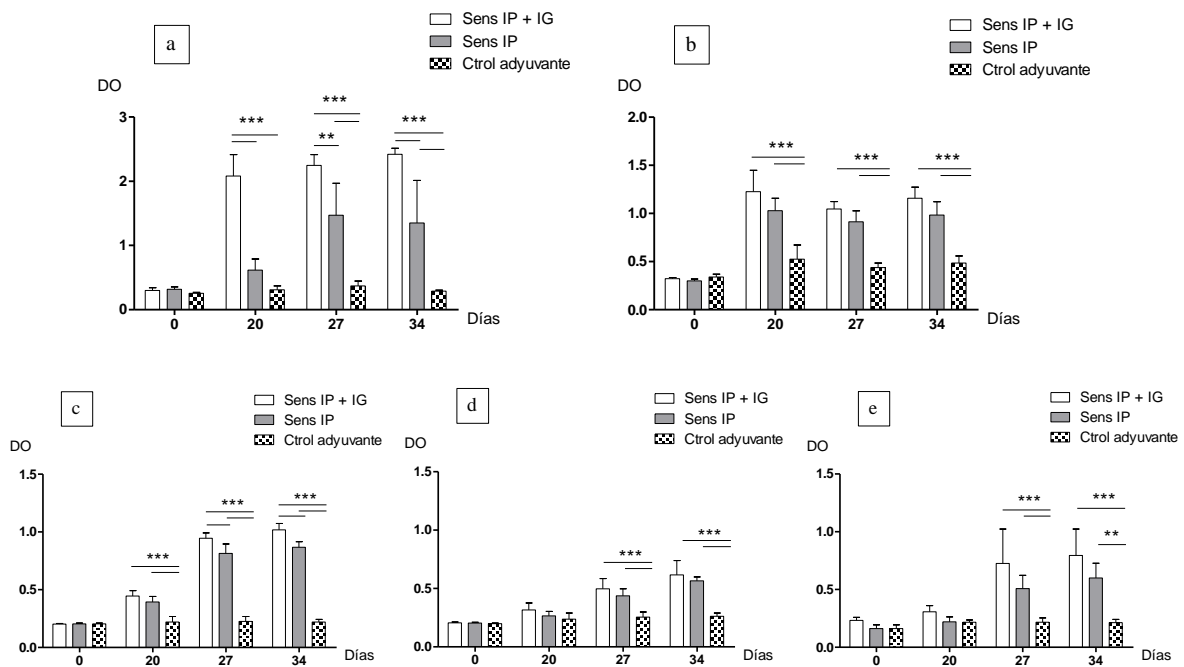 a
Sens IP + IG
Sens IP
Ctrol adyuvante
DO
3
2
1
0
***
***
**
***
0
20
27
34
Días
b
Sens IP + IG
Sens IP
Ctrol adyuvante
DO
2.0
1.5
1.0
0.5
0.0
***
***
***
0
20
27
34
Días
c
Sens IP + IG
Sens IP
Ctrol adyuvante
DO
1.5
1.0
0.5
0.0
***
***
***
0
20
27
34
Días
d
Sens IP + IG
Sens IP
Ctrol adyuvante
DO
1.5
1.0
0.5
0.0
***
***
0
20
27
34
Días
e
Sens IP + IG
Sens IP
Ctrol adyuvante
DO
1.5
1.0
0.5
0.0
***
***
**
0
20
27
34
Días